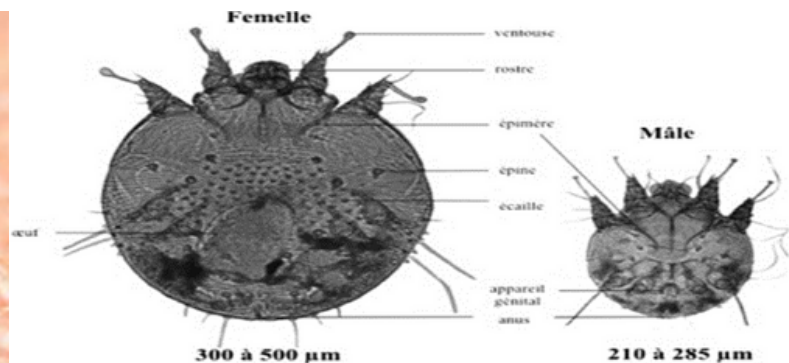 Femelle
ventouse
rostre
épimère
Mâle
épine
écaille
œuf
appareil
génital
anus
300 à 500 µm
210 à 285 µm